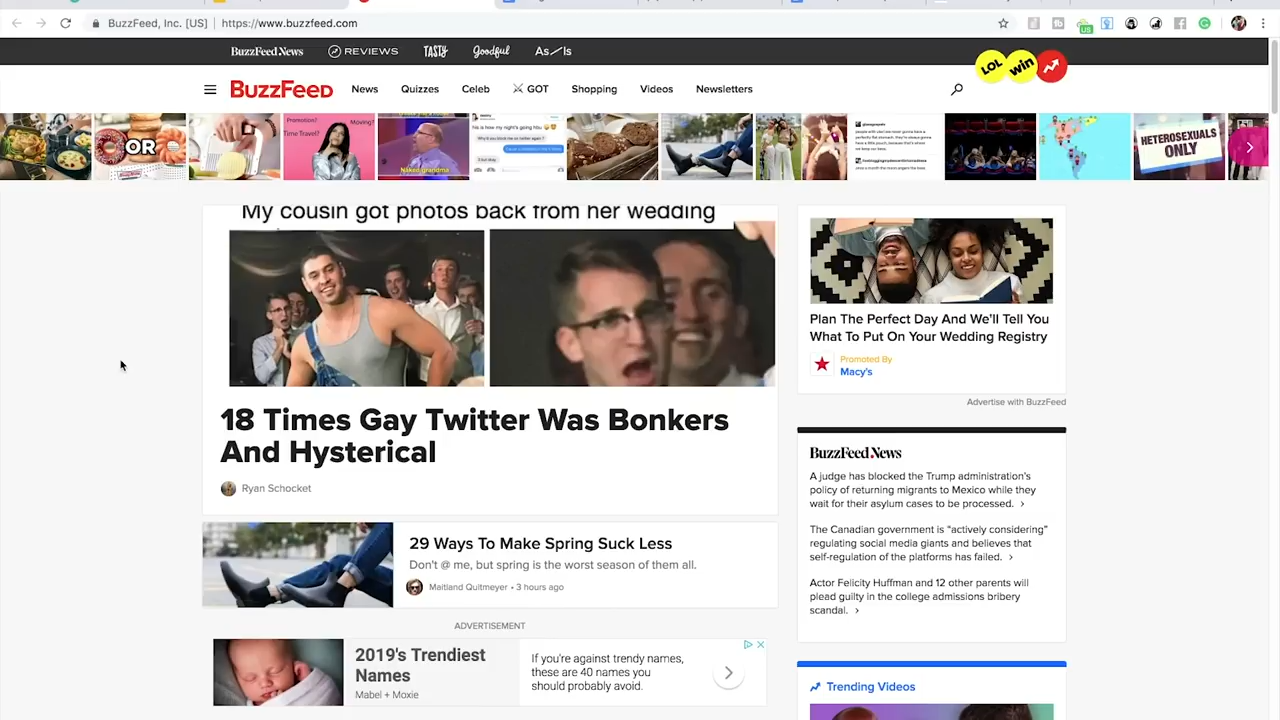 BuzzFeed, Inc. [US]
https://www.buzzfeed.com
US
BuzzFeedNews
REVIEWS
TASTY
Goodful
As/Is
LOL
win
BuzzFeed
News
Quizzes
Celeb
GOT
Shopping
Videos
Newsletters
OR
Promotion?
Moving?
Time Travel?
Naked grandma
HETEROSEXUALS
ONLY
My cousin got photos back from her wedding
18 Times Gay Twitter Was Bonkers
And Hysterical
Ryan Schocket
29 Ways To Make Spring Suck Less
Don't @ me, but spring is the worst season of them all.
Maitland Quitmeyer • 3 hours ago
ADVERTISEMENT
2019's Trendiest
Names
Mabel + Moxie
If you're against trendy names,
these are 40 names you
should probably avoid.
Plan The Perfect Day And We'll Tell You
What To Put On Your Wedding Registry
Promoted By
Macy's
Advertise with BuzzFeed
BuzzFeed.News
A judge has blocked the Trump administration's
policy of returning migrants to Mexico while they
wait for their asylum cases to be processed. ›
The Canadian government is “actively considering”
regulating social media giants and believes that
self-regulation of the platforms has failed. ›
Actor Felicity Huffman and 12 other parents will
plead guilty in the college admissions bribery
scandal. ›
Trending Videos